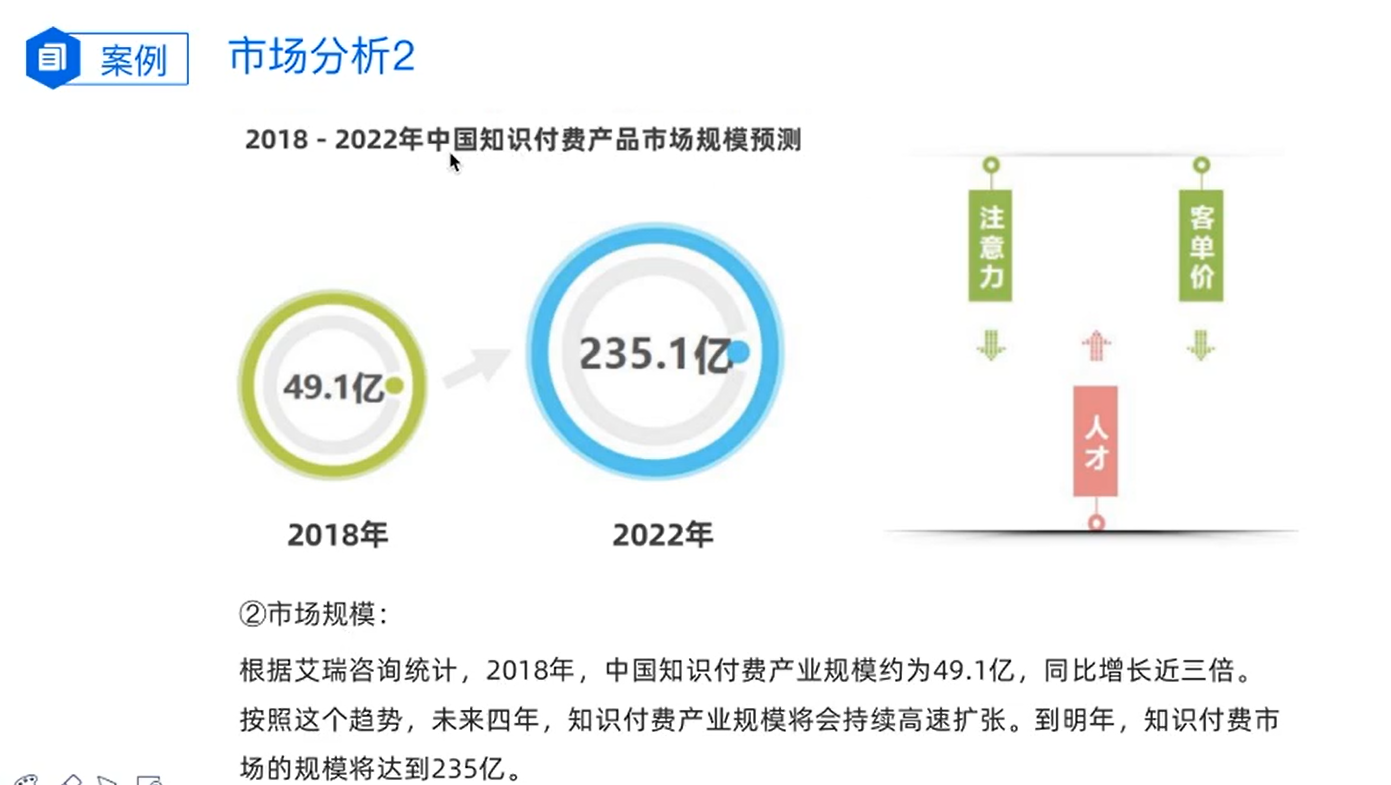 案例
市场分析2
2018 - 2022年中国知识付费产品市场规模预测
49.1亿
235.1亿
2018年
2022年
注意力
客单价
人才
②市场规模：
根据艾瑞咨询统计，2018年，中国知识付费产业规模约为49.1亿，同比增长近三倍。
按照这个趋势，未来四年，知识付费产业规模将会持续高速扩张。到明年，知识付费市
场的规模将达到235亿。